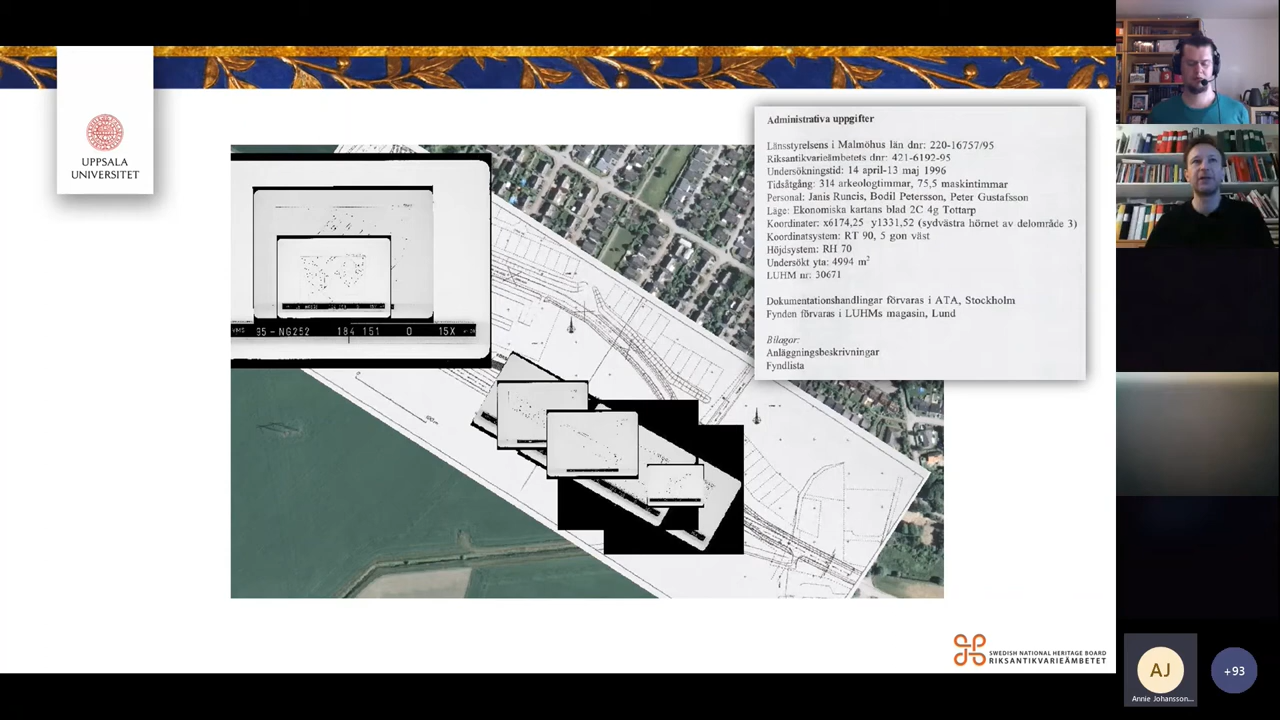 UPPSALA
UNIVERSITET
Administrativa uppgifter
Länsstyrelsens i Malmöhus län dnr: 220-16757/95
Riksantikvarieämbetets dnr: 421-6192-95
Undersökningstid: 14 april-13 maj 1996
Tidsåtgång: 314 arkeologtimmar, 75,5 maskintimmar
Personal: Janis Runcis, Bodil Petersson, Peter Gustafsson
Läge: Ekonomiska kartans blad 2C 4g Tottarp
Koordinater: x6174,25 y1331,52 (sydvästra hörnet av delområde 3)
Koordinatsystem: RT 90, 5 gon väst
Höjdsystem: RH 70
Undersökt yta: 4994 m²
LUHM nr: 30671
Dokumentationshandlingar förvaras i ATA, Stockholm
Fynden förvaras i LUHMs magasin, Lund
Bilagor:
Anläggningsbeskrivningar
Fyndlista
95-NG252 184 151 0 15X
SWEDISH NATIONAL HERITAGE BOARD
RIKSANTIKVARIEÄMBETET
AJ
Annie Johansson...
+93